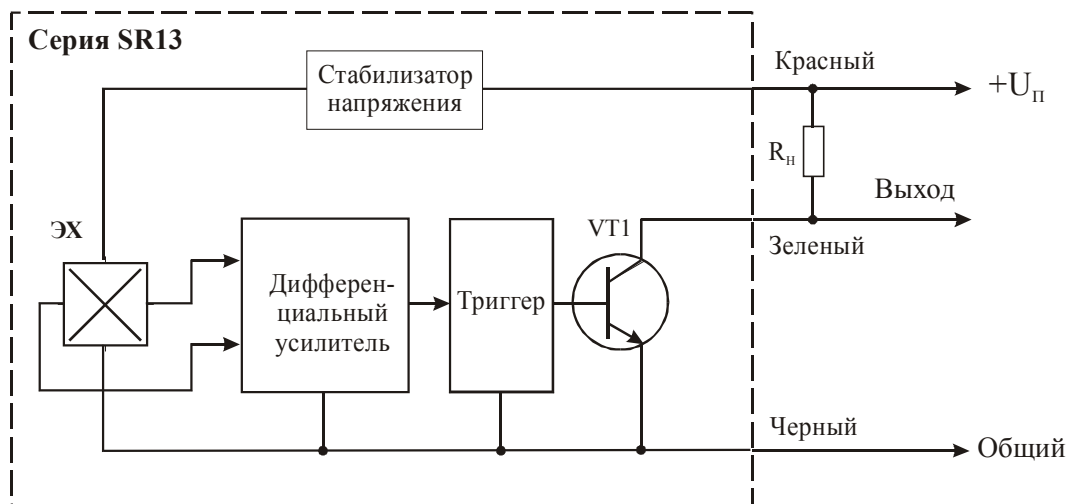 Серия SR13
Стабилизатор
напряжения
Красный
+Uп
Rн
Выход
Зеленый
ЭХ
VT1
Дифферен-
циальный
усилитель
Триггер
Черный
Общий